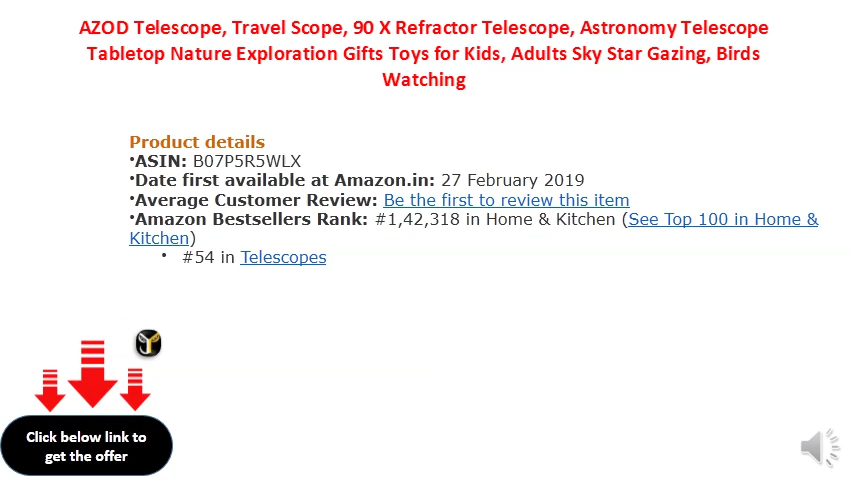 AZOD Telescope, Travel Scope, 90 X Refractor Telescope, Astronomy Telescope
Tabletop Nature Exploration Gifts Toys for Kids, Adults Sky Star Gazing, Birds
Watching
Product details
•ASIN: B07P5R5WLX
•Date first available at Amazon.in: 27 February 2019
•Average Customer Review: Be the first to review this item
•Amazon Bestsellers Rank: #1,42,318 in Home & Kitchen (See Top 100 in Home &
Kitchen)
• #54 in Telescopes
Click below link to
get the offer